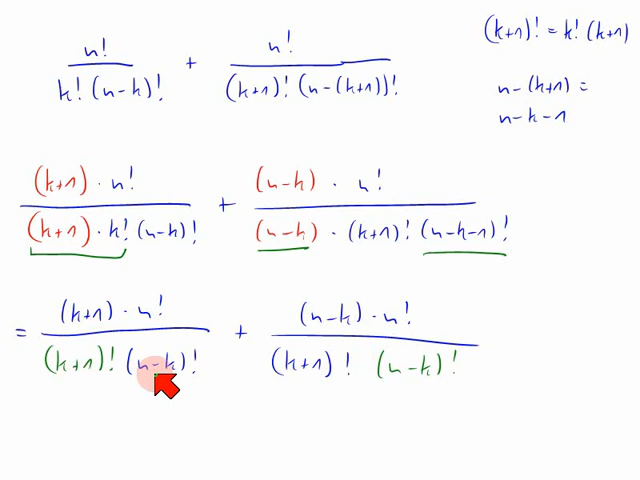 n! / k! (n-k)! + n! / (k+1)! (n-(k+1))!
(k+1)! = k! (k+1)
n-(k+1) =
n-k-1
(k+1) · n! / (k+1) · k! (n-k)! + (n-k) · n! / (n-k) · (k+1)! (n-k-1)!
= (k+1) · n! / (k+1)! (n-k)! + (n-k) · n! / (k+1)! (n-k)!